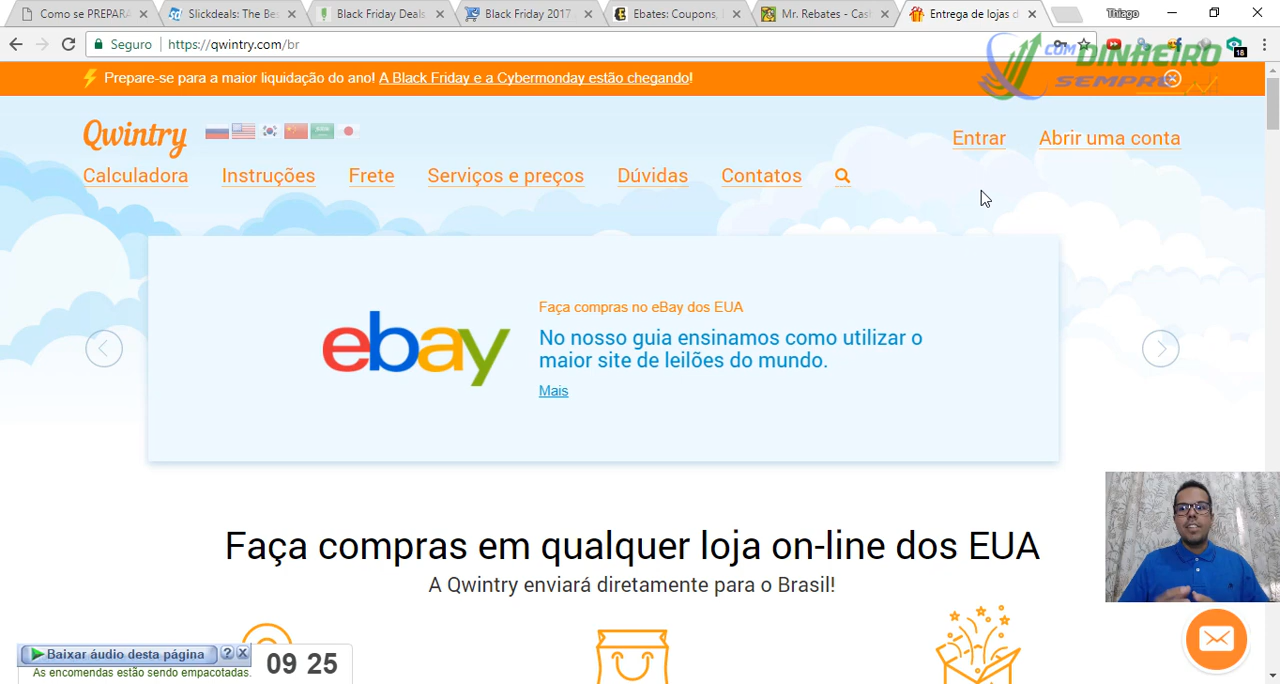 Como se PREPARA
Slickdeals: The Bes
Black Friday Deals
Black Friday 2017
Ebates: Coupons,
Mr. Rebates - Cas
Entrega de lojas d
Thiago
Seguro
https://qwintry.com/br
18
COM DINHEIRO
SEMPRE
Prepare-se para a maior liquidação do ano! A Black Friday e a Cybermonday estão chegando!
Qwintry
Entrar
Abrir uma conta
Calculadora
Instruções
Frete
Serviços e preços
Dúvidas
Contatos
ebay
Faça compras no eBay dos EUA
No nosso guia ensinamos como utilizar o
maior site de leilões do mundo.
Mais
Faça compras em qualquer loja on-line dos EUA
A Qwintry enviará diretamente para o Brasil!
Baixar áudio desta página
? X
As encomendas estão sendo empacotadas.
09 25